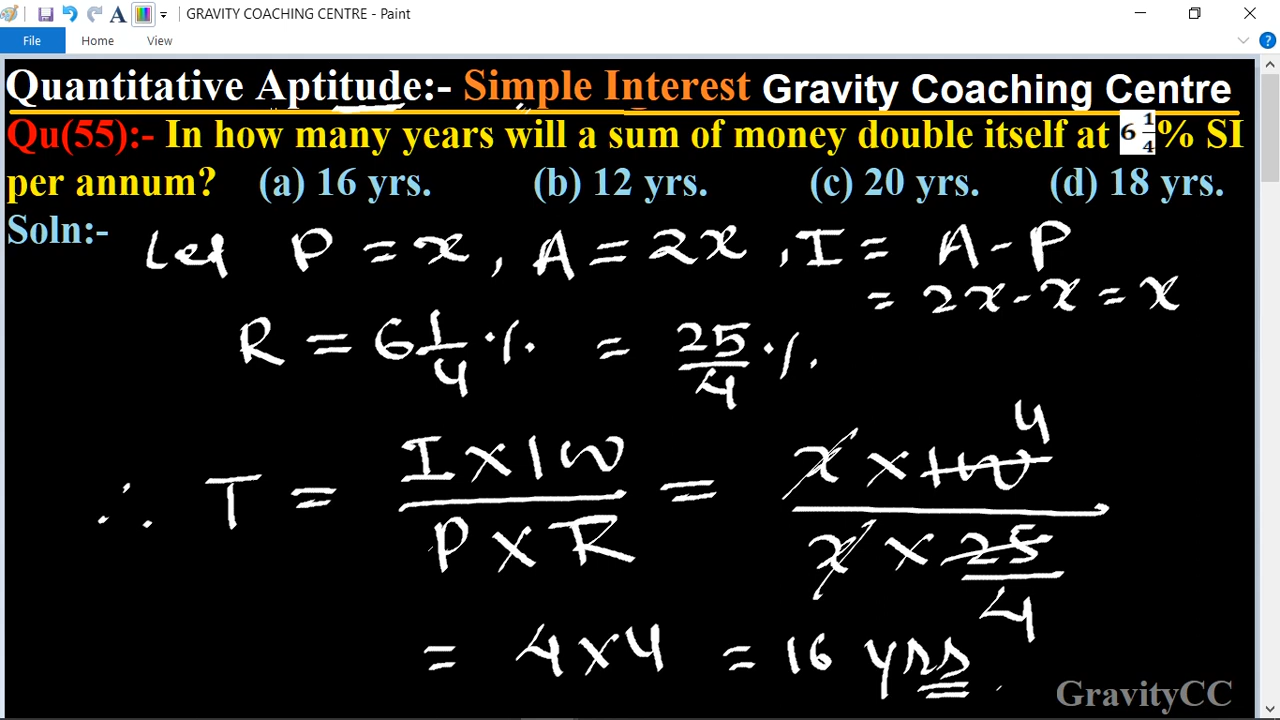 GRAVITY COACHING CENTRE - Paint
File Home View
Quantitative Aptitude:- Simple Interest Gravity Coaching Centre
Qu(55):- In how many years will a sum of money double itself at 6 1/4 % SI
per annum? (a) 16 yrs. (b) 12 yrs. (c) 20 yrs. (d) 18 yrs.
Soln:- Let P = x, A = 2x, I = A - P
= 2x - x = x
R = 6 1/4 % = 25/4 %
∴ T = I × 100 / P × R = x × 100 4 / x × 25/4
= 4 × 4 = 16 yrs.
GravityCC